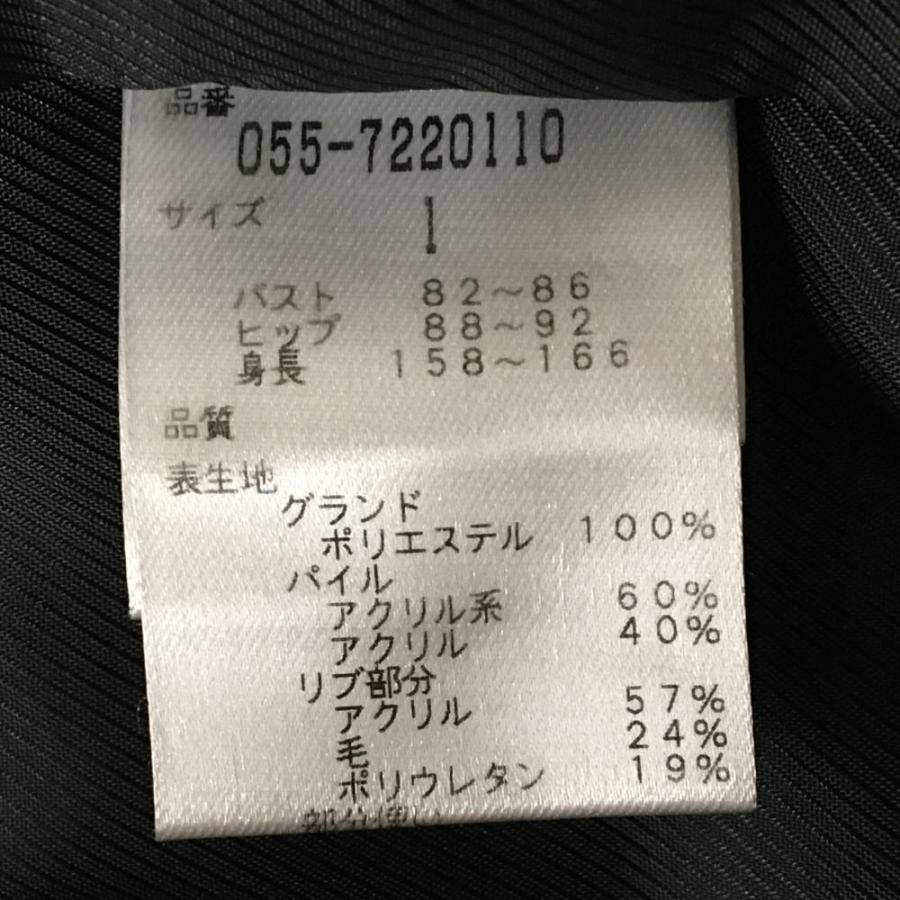 品番
055-7220110
サイズ 1
バスト 82~86
ヒップ 88~92
身長 158~166
品質
表生地
グランド
ポリエステル 100%
パイル
アクリル系 60%
アクリル 40%
リブ部分
アクリル 57%
毛 24%
ポリウレタン 19%